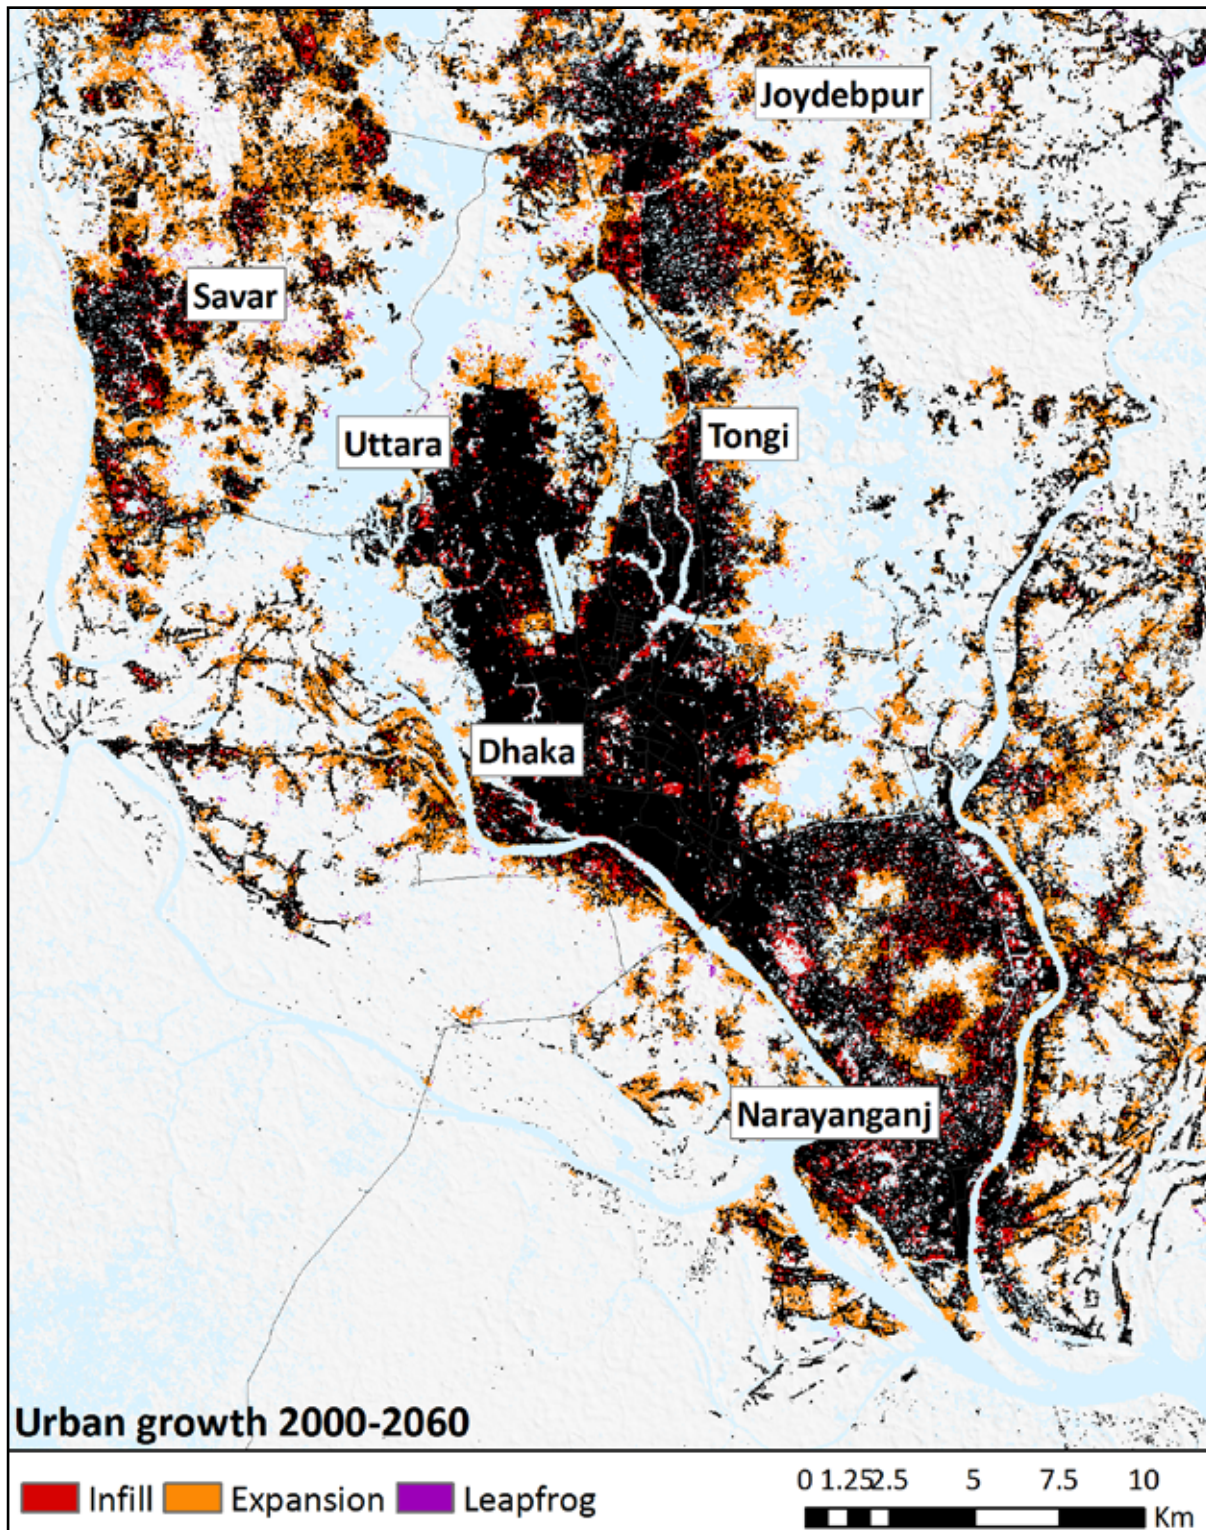 Joydebpur
Savar
Uttara
Tongi
Dhaka
Narayanganj
Urban growth 2000-2060
Infill Expansion Leapfrog
0 1.25 2.5 5 7.5 10
Km